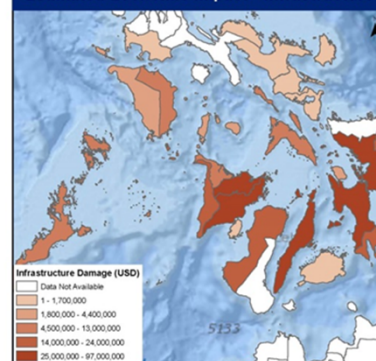 Infrastructure Damage (USD)
Data Not Available
1 - 1,700,000
1,800,000 - 4,400,000
4,500,000 - 13,000,000
14,000,000 - 24,000,000
25,000,000 - 97,000,000
5133